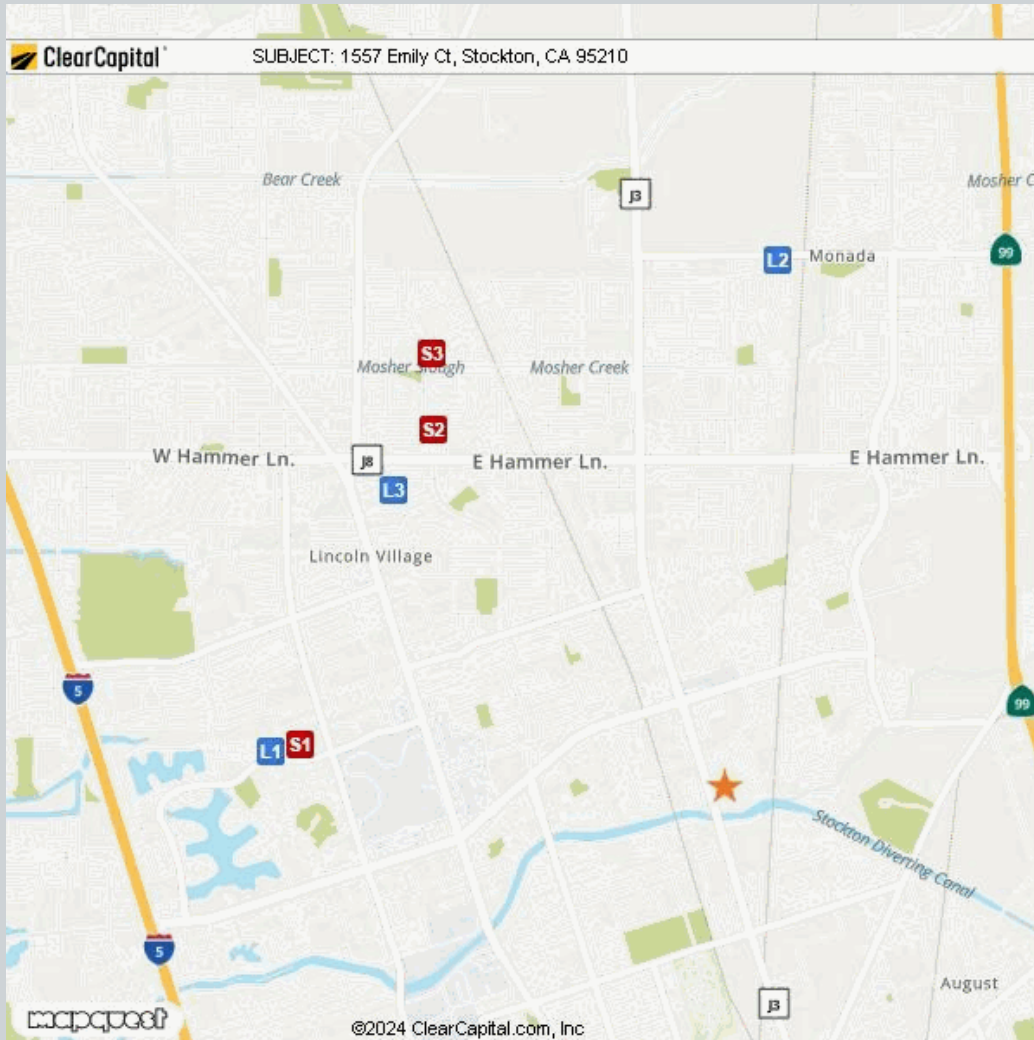 ClearCapital
SUBJECT: 1557 Emily Ct, Stockton, CA 95210
Bear Creek
J3
Mosher C
L2
Monada
99
S3
Mosher Slough
Mosher Creek
S2
W Hammer Ln.
J8
E Hammer Ln.
E Hammer Ln.
L3
Lincoln Village
5
99
L1
S1
Stockton Diverting Canal
5
August
J3
mapquest
©2024 ClearCapital.com, Inc